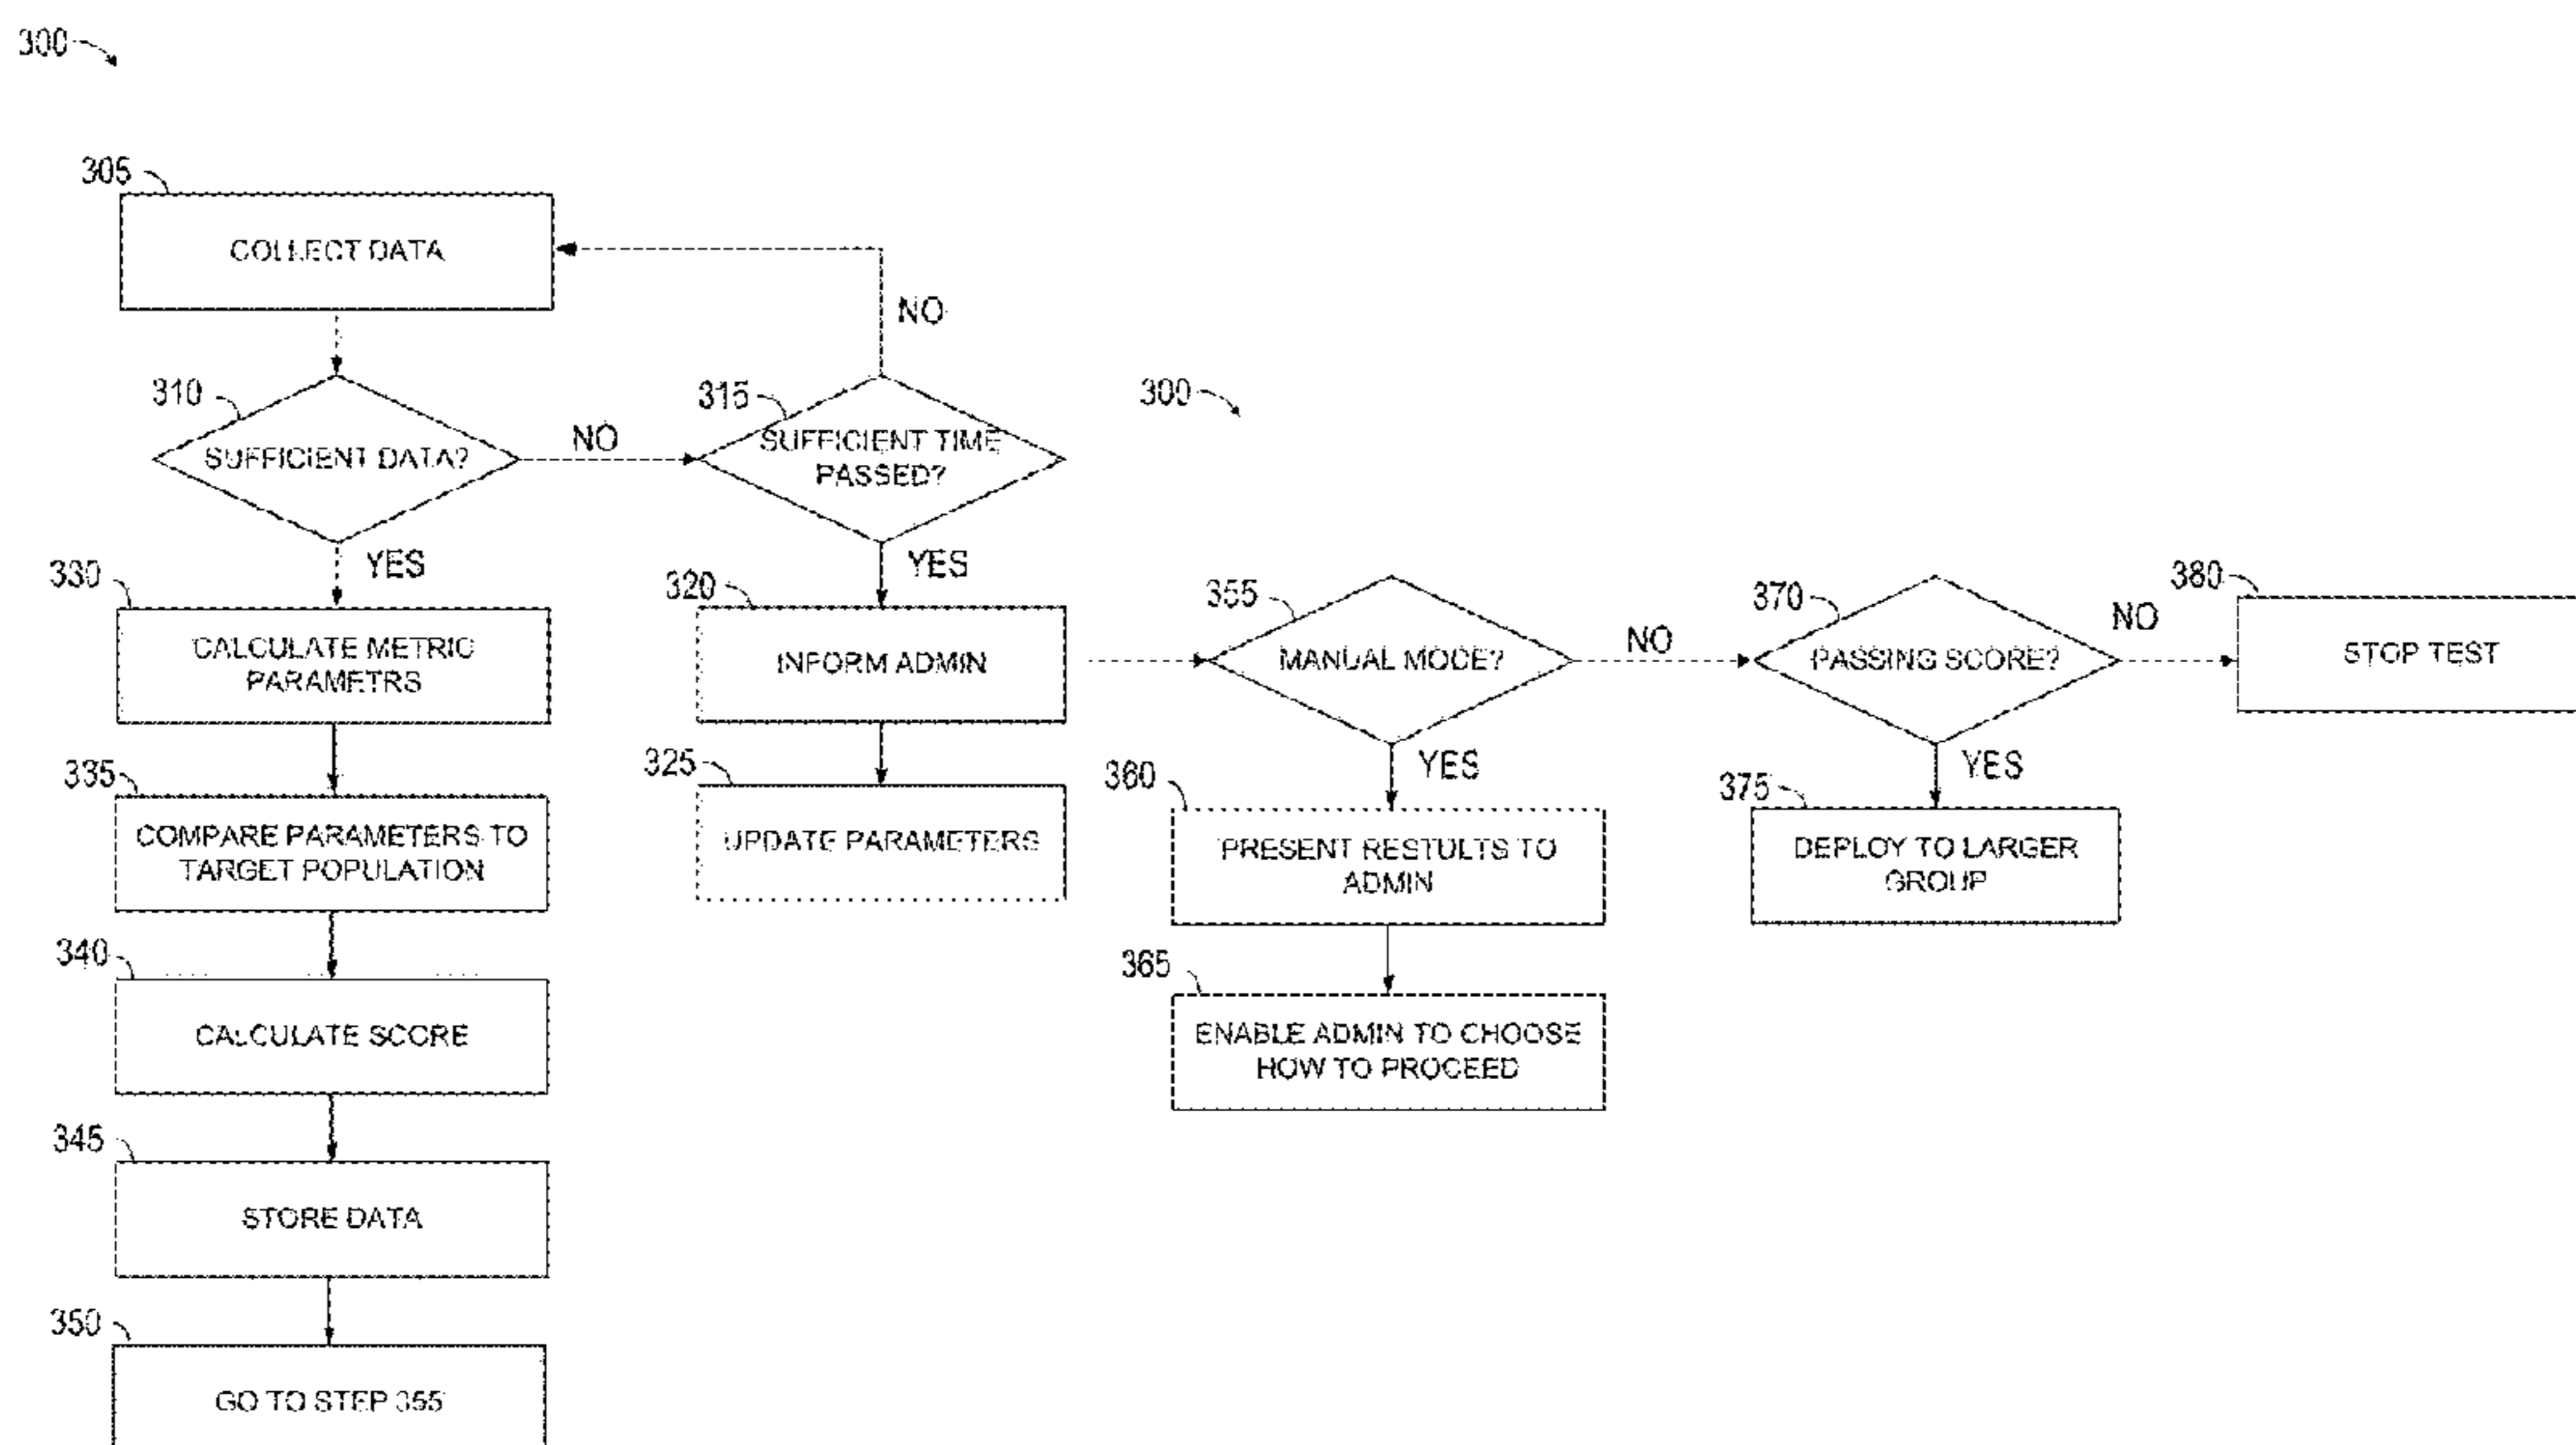 300
305
COLLECT DATA
NO
310
SUFFICIENT DATA?
NO
315
SUFFICIENT TIME
PASSED?
YES
YES
330
CALCULATE METRIC
PARAMETRS
320
INFORM ADMIN
335
COMPARE PARAMETERS TO
TARGET POPULATION
325
UPDATE PARAMETERS
340
CALCULATE SCORE
345
STORE DATA
350
GO TO STEP 355
300
355
MANUAL MODE?
NO
370
PASSING SCORE?
NO
380
STOP TEST
YES
YES
360
PRESENT RESTULTS TO
ADMIN
375
DEPLOY TO LARGER
GROUP
365
ENABLE ADMIN TO CHOOSE
HOW TO PROCEED